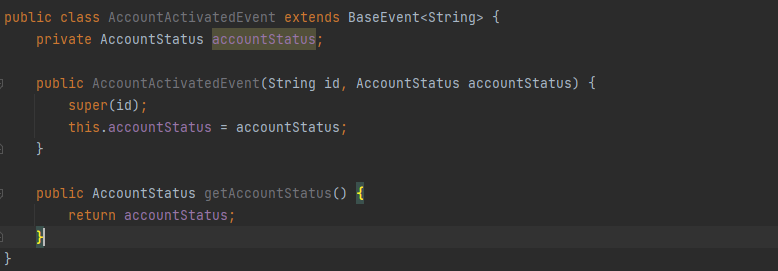 public class AccountActivatedEvent extends BaseEvent<String> {
    private AccountStatus accountStatus;
    public AccountActivatedEvent(String id, AccountStatus accountStatus) {
        super(id);
        this.accountStatus = accountStatus;
    }
    public AccountStatus getAccountStatus() {
        return accountStatus;
    }
}